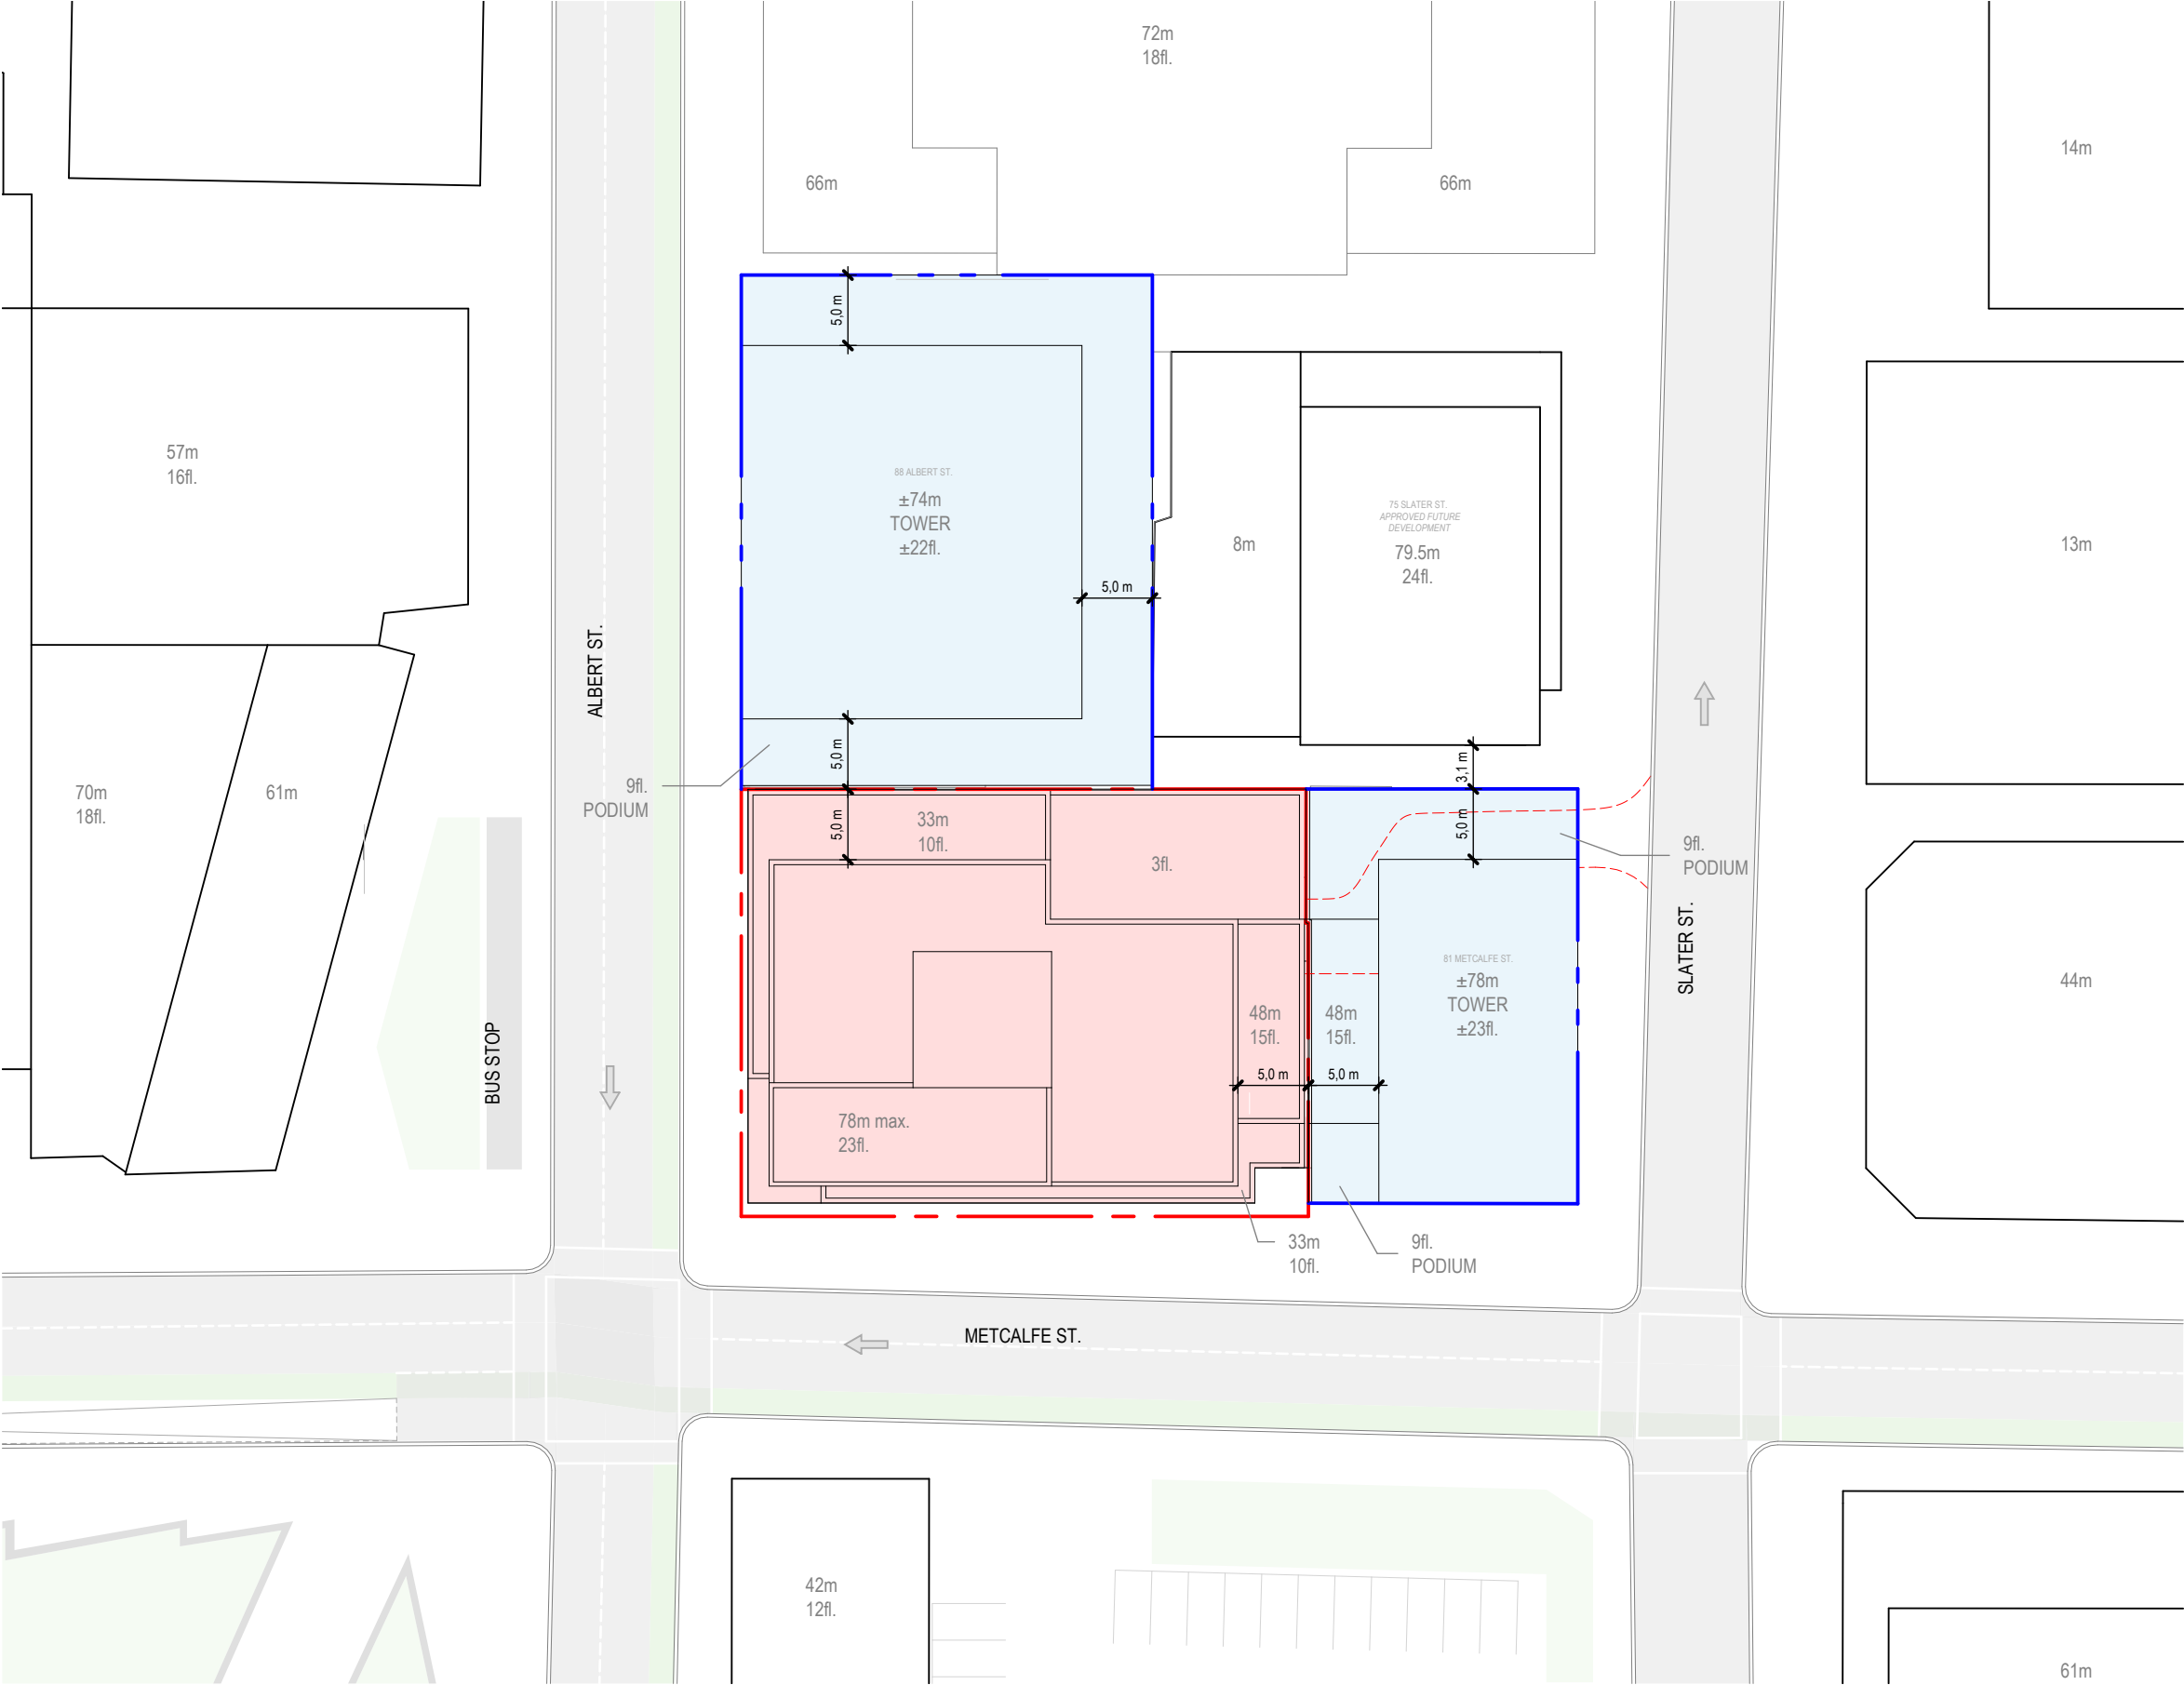 72m
18fl.
14m
66m
66m
5,0 m
57m
16fl.
88 ALBERT ST.
±74m
TOWER
±22fl.
75 SLATER ST.
APPROVED FUTURE
DEVELOPMENT
79.5m
24fl.
8m
13m
5,0 m
ALBERT ST.
5,0 m
3,1 m
9fl.
PODIUM
70m
18fl.
61m
33m
10fl.
5,0 m
5,0 m
3fl.
9fl.
PODIUM
SLATER ST.
81 METCALFE ST.
±78m
TOWER
±23fl.
44m
48m
15fl.
48m
15fl.
BUS STOP
5,0 m
5,0 m
78m max.
23fl.
33m
10fl.
9fl.
PODIUM
METCALFE ST.
42m
12fl.
61m